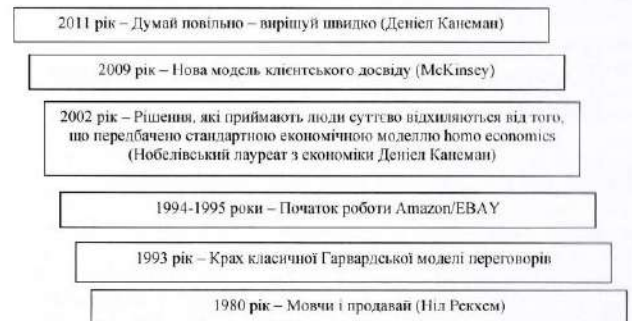 2011 рік – Думай повільно – вирішуй швидко (Деніел Канеман)
2009 рік – Нова модель клієнтського досвіду (McKinsey)
2002 рік – Рішення, які приймають люди суттєво відхиляються від того,
що передбачено стандартною економічною моделлю homo economics
(Нобелівський лауреат з економіки Деніел Канеман)
1994-1995 роки – Початок роботи Amazon/EBAY
1993 рік – Крах класичної Гарвардської моделі переговорів
1980 рік – Мовчи і продавай (Ніл Рекхем)